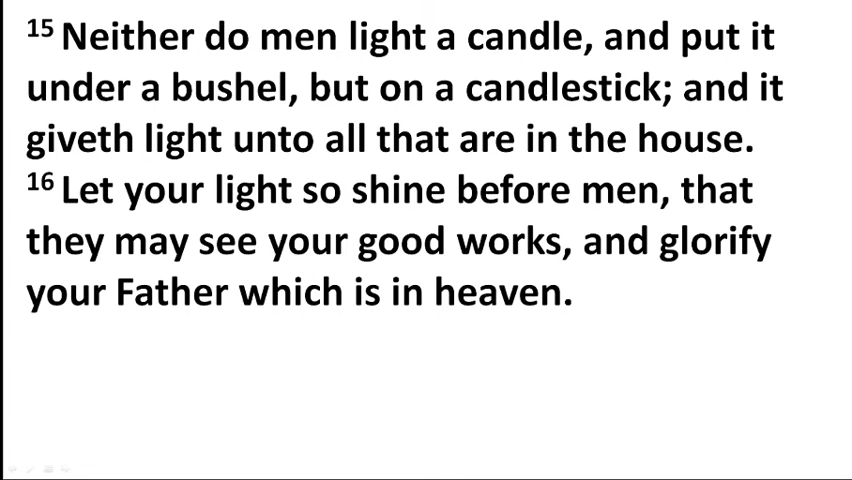 15 Neither do men light a candle, and put it
under a bushel, but on a candlestick; and it
giveth light unto all that are in the house.
16 Let your light so shine before men, that
they may see your good works, and glorify
your Father which is in heaven.